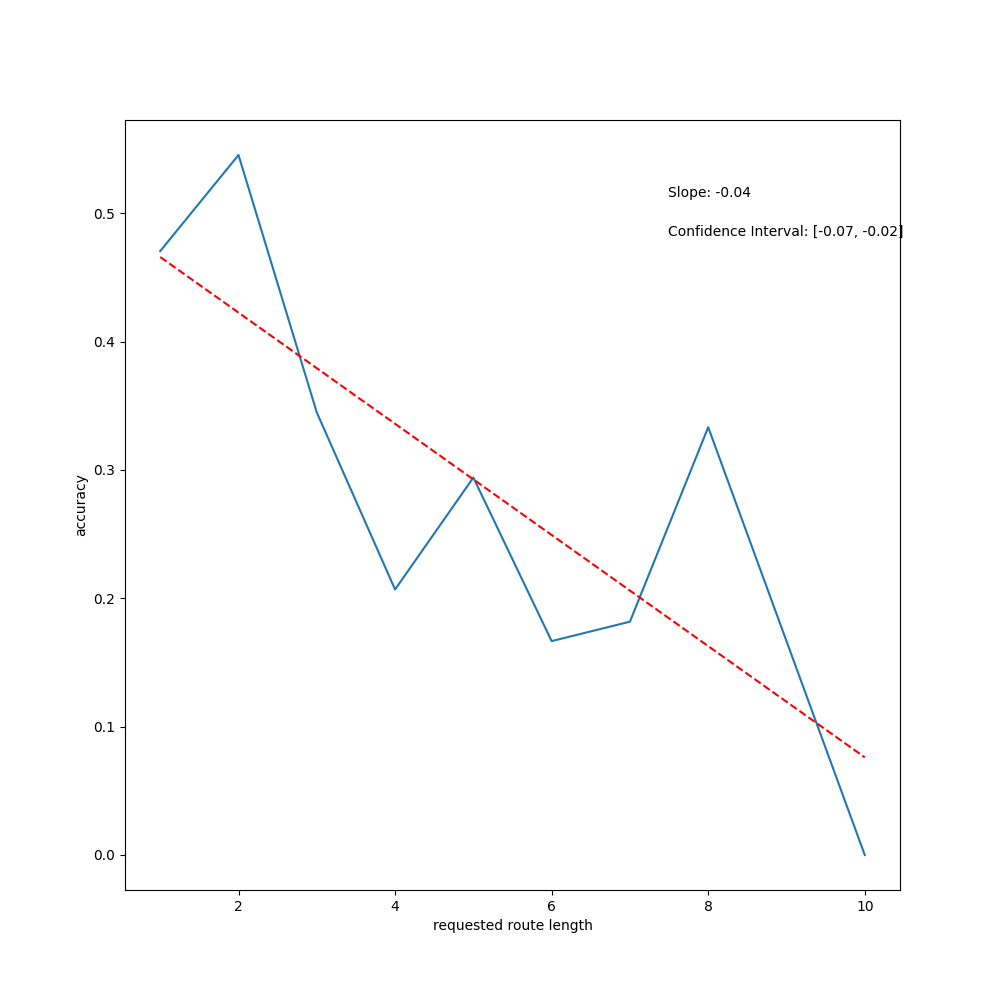 Slope: -0.04
Confidence Interval: [-0.07, -0.02]
accuracy
0.5
0.4
0.3
0.2
0.1
0.0
2 4 6 8 10
requested route length